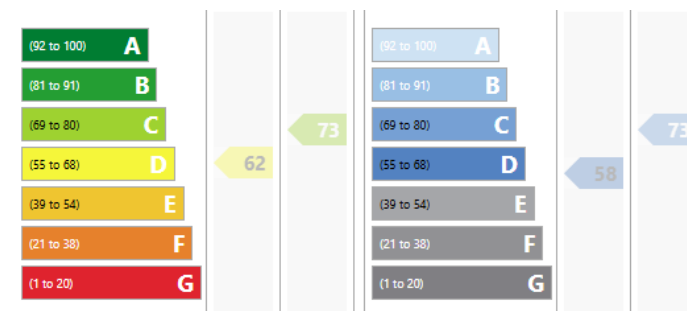 (92 to 100) A
(81 to 91) B
(69 to 80) C
(55 to 68) D
(39 to 54) E
(21 to 38) F
(1 to 20) G
62
73
(92 to 100) A
(81 to 91) B
(69 to 80) C
(55 to 68) D
(39 to 54) E
(21 to 38) F
(1 to 20) G
58
73